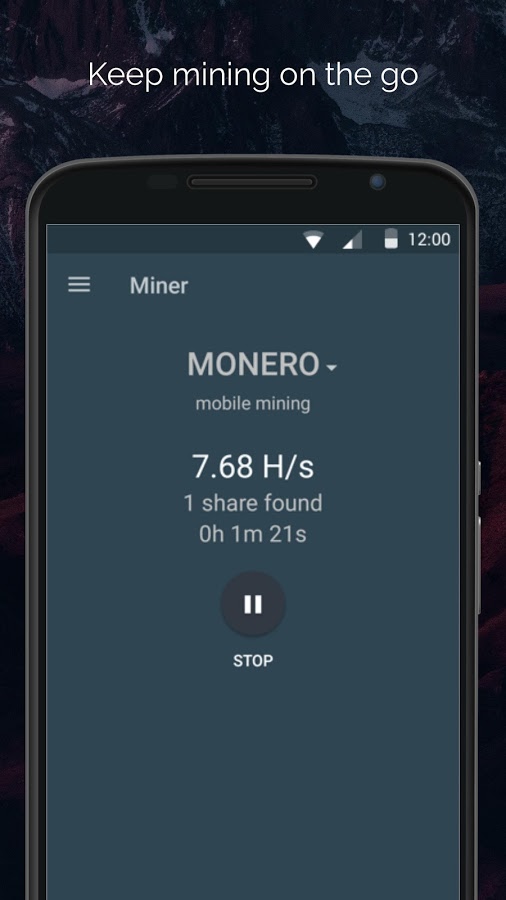 Keep mining on the go
12:00
Miner
MONERO
mobile mining
7.68 H/s
1 share found
0h 1m 21s
STOP